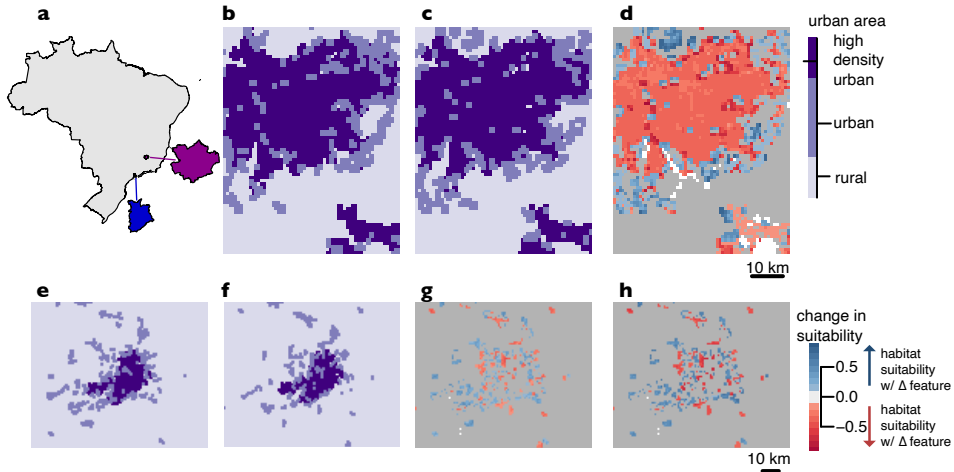 a
b
c
d
urban area
high
density
urban
urban
rural
10 km
e
f
g
h
change in
suitability
0.5
0.0
−0.5
habitat
suitability
w/ Δ feature
habitat
suitability
w/ Δ feature
10 km